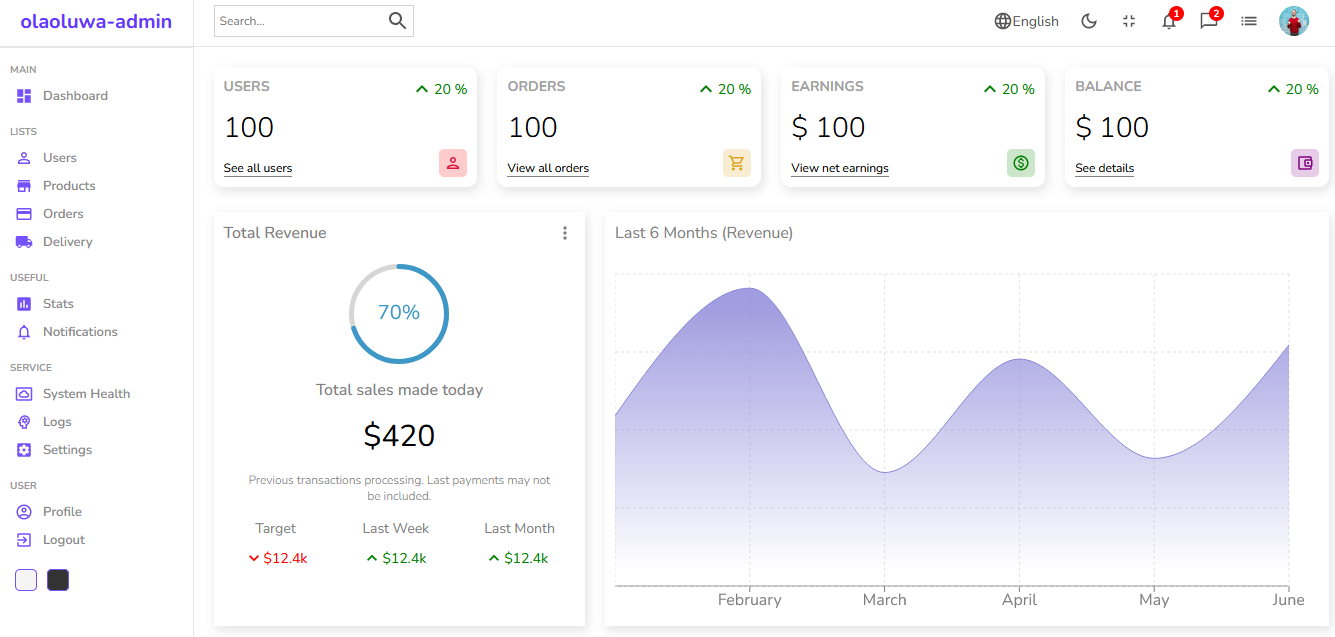 olaoluwa-admin
Search...
English
1
2
MAIN
Dashboard
LISTS
Users
Products
Orders
Delivery
USEFUL
Stats
Notifications
SERVICE
System Health
Logs
Settings
USER
Profile
Logout
USERS
20 %
100
See all users
ORDERS
20 %
100
View all orders
EARNINGS
20 %
$ 100
View net earnings
BALANCE
20 %
$ 100
See details
Total Revenue
70%
Total sales made today
$420
Previous transactions processing. Last payments may not
be included.
Target
Last Week
Last Month
$12.4k
$12.4k
$12.4k
Last 6 Months (Revenue)
February
March
April
May
June